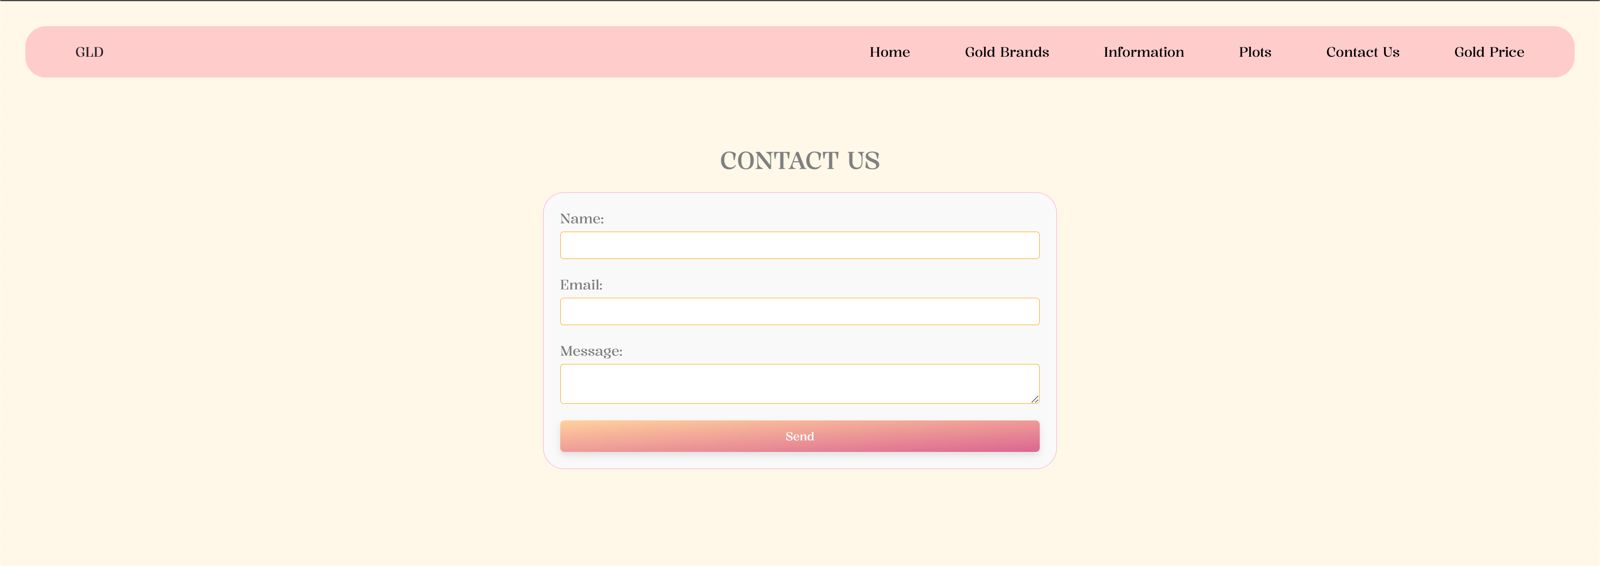 GLD Home Gold Brands Information Plots Contact Us Gold Price
CONTACT US
Name:
Email:
Message:
Send